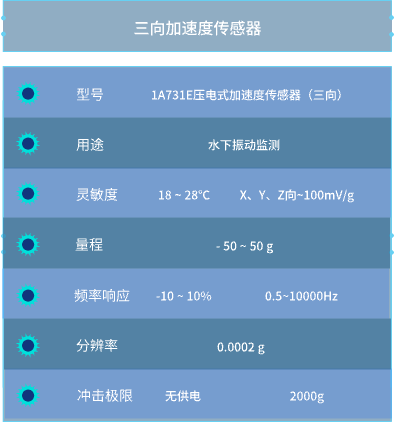 三向加速度传感器
型号 1A731E压电式加速度传感器（三向）
用途 水下振动监测
灵敏度 18 ~ 28℃ X、Y、Z向~100mV/g
量程 - 50 ~ 50 g
频率响应 -10 ~ 10% 0.5~10000Hz
分辨率 0.0002 g
冲击极限 无供电 2000g